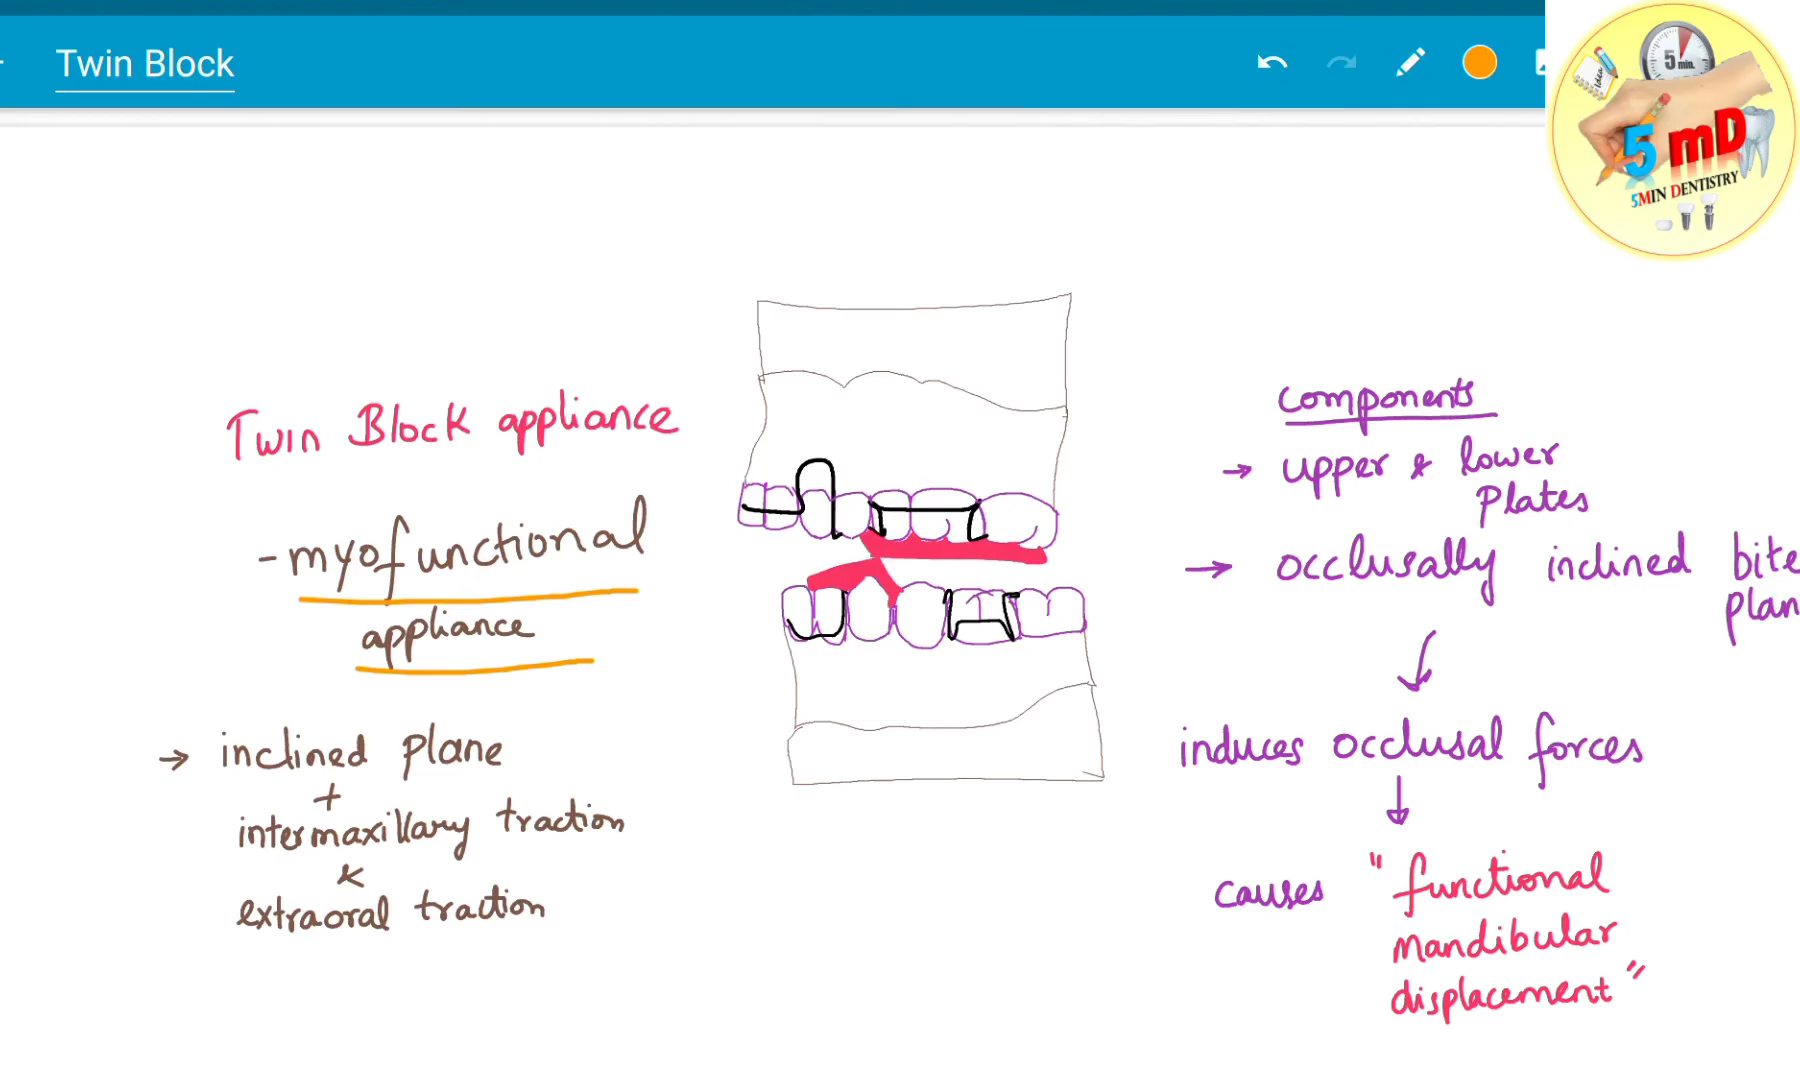 Twin Block
5 min.
idea
5 mD
5MIN DENTISTRY
Twin Block appliance
- myofunctional
appliance
→ inclined plane
+
intermaxillary traction
&
extraoral traction
components
→ upper & lower
plates
→ occlusally inclined bite
plan
induces occlusal forces
causes "functional
mandibular
displacement"